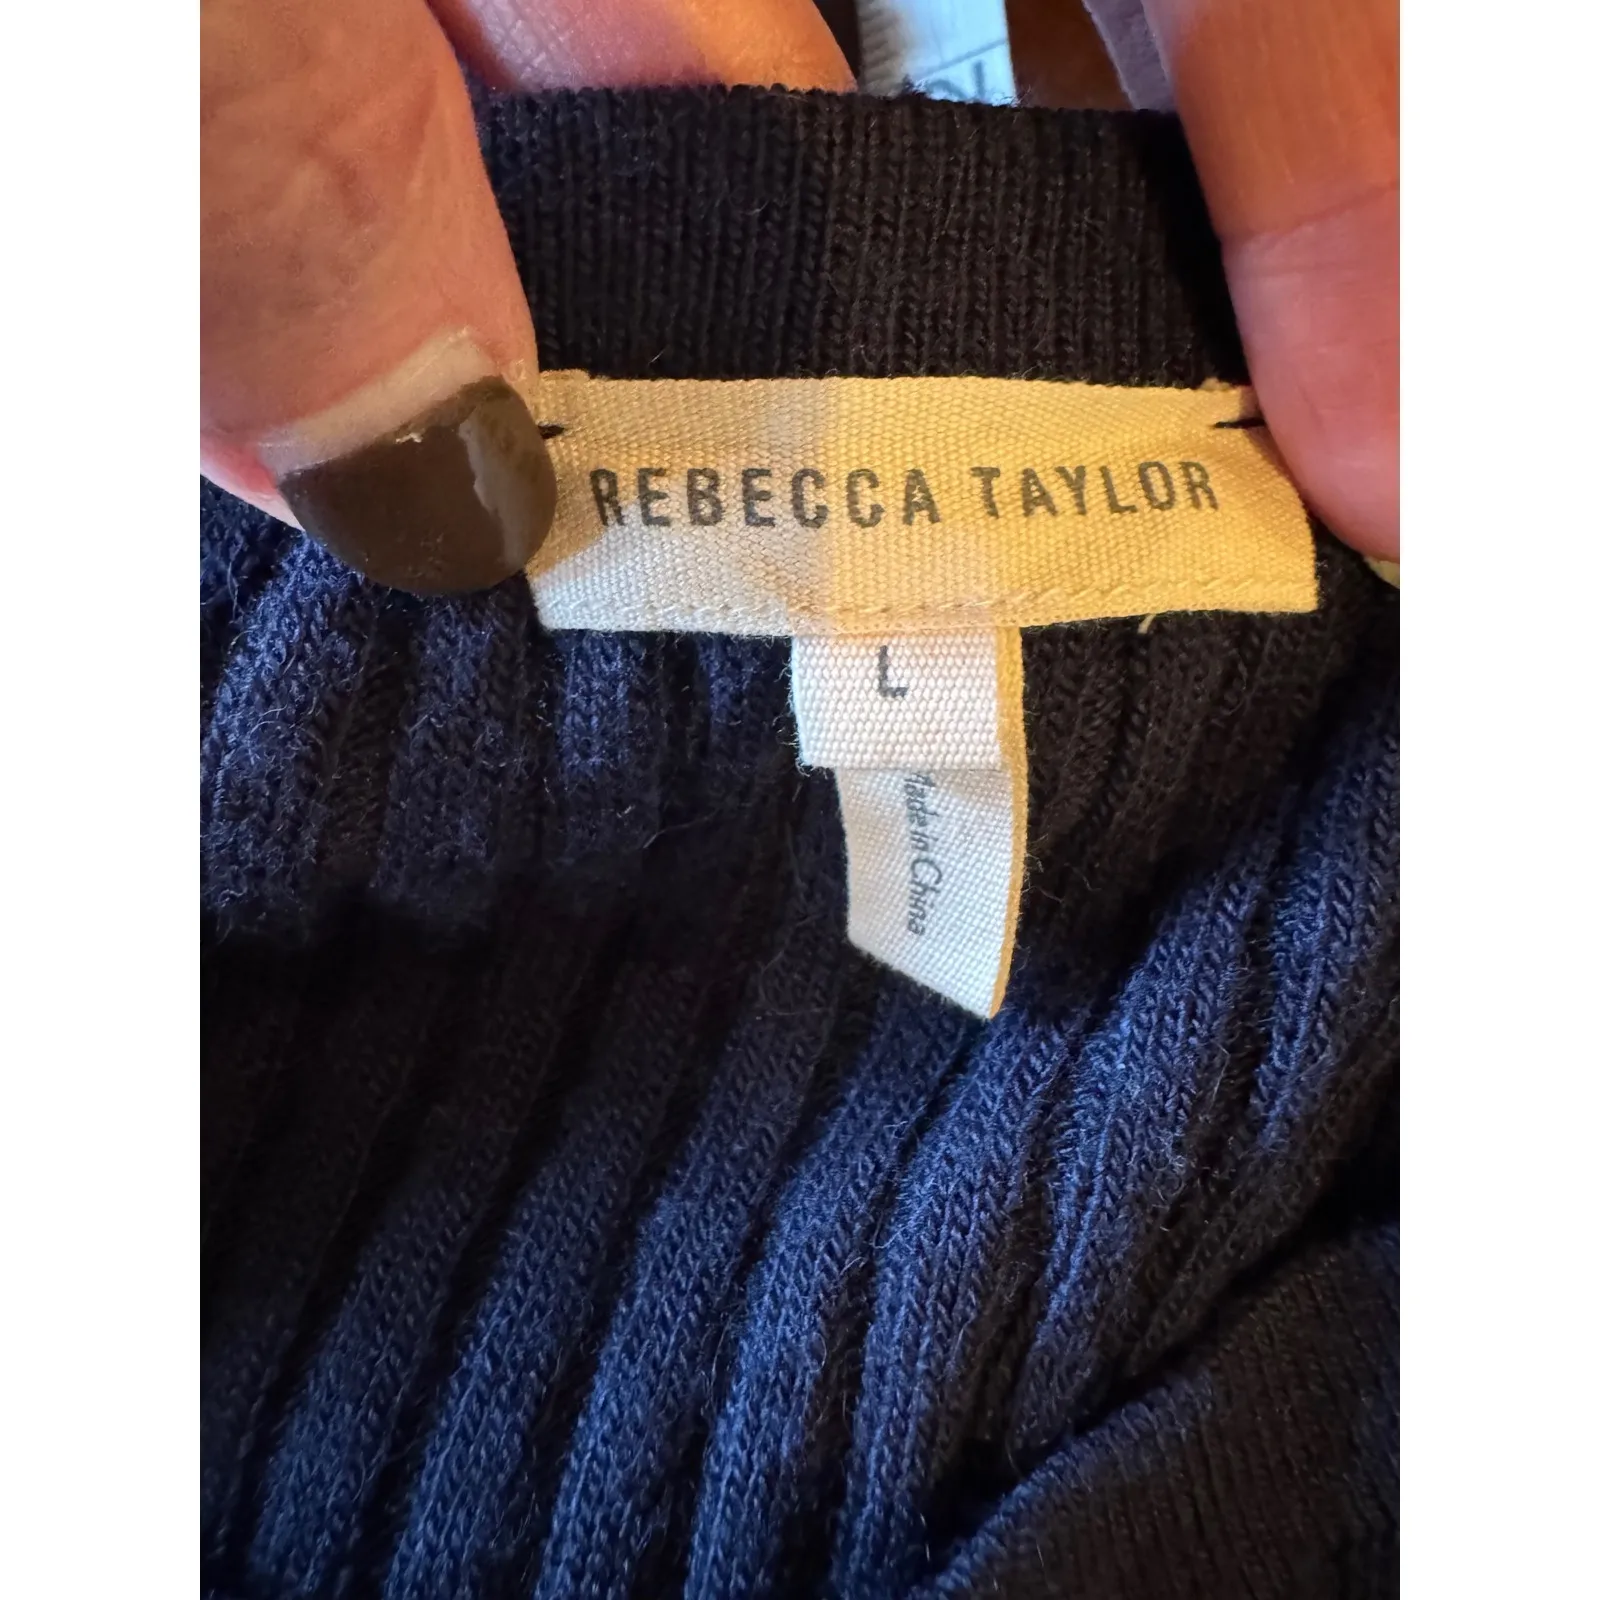 REBECCA TAYLOR
L
Made in China